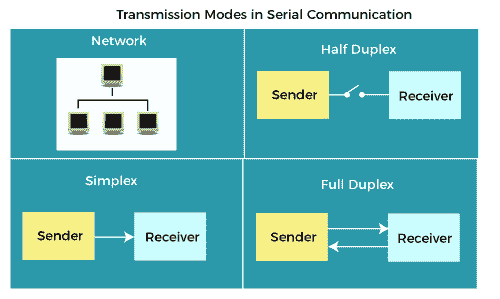 Transmission Modes in Serial Communication
Network
Half Duplex
Sender
Receiver
Simplex
Sender
Receiver
Full Duplex
Sender
Receiver